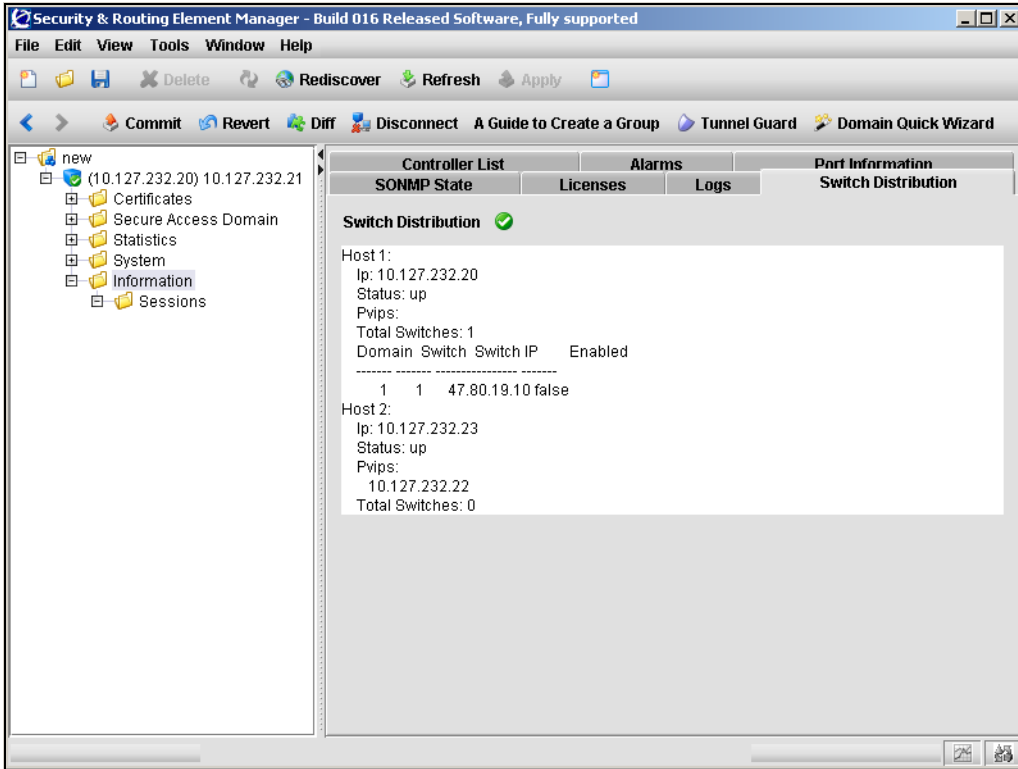 Security & Routing Element Manager - Build 016 Released Software, Fully supported
File Edit View Tools Window Help
Delete Rediscover Refresh Apply
Commit Revert Diff Disconnect A Guide to Create a Group Tunnel Guard Domain Quick Wizard
new
(10.127.232.20) 10.127.232.21
Certificates
Secure Access Domain
Statistics
System
Information
Sessions
Controller List Alarms Port Information
SONMP State Licenses Logs Switch Distribution
Switch Distribution
Host 1:
Ip: 10.127.232.20
Status: up
Pvips:
Total Switches: 1
Domain Switch Switch IP Enabled
------- ------- ---------------- -------
1 1 47.80.19.10 false
Host 2:
Ip: 10.127.232.23
Status: up
Pvips:
10.127.232.22
Total Switches: 0